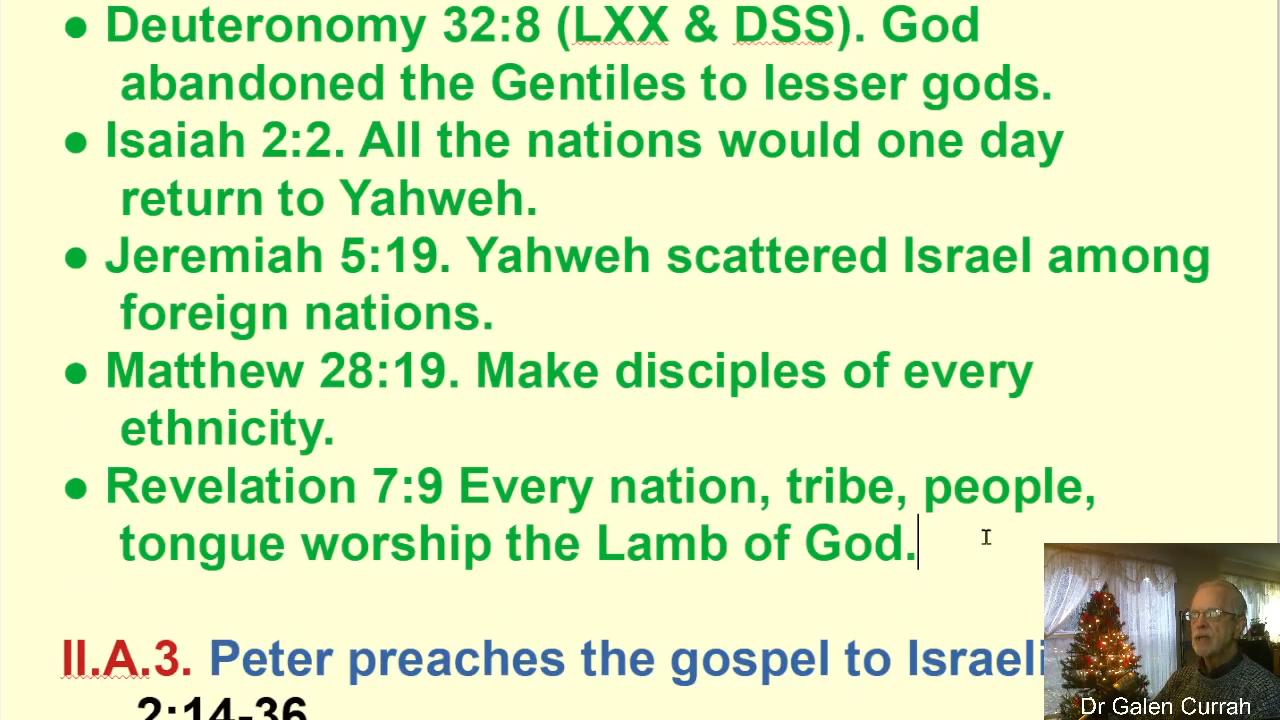 ● Deuteronomy 32:8 (LXX & DSS). God
abandoned the Gentiles to lesser gods.
● Isaiah 2:2. All the nations would one day
return to Yahweh.
● Jeremiah 5:19. Yahweh scattered Israel among
foreign nations.
● Matthew 28:19. Make disciples of every
ethnicity.
● Revelation 7:9 Every nation, tribe, people,
tongue worship the Lamb of God.
II.A.3. Peter preaches the gospel to Israeli
2:14-36
Dr Galen Currah